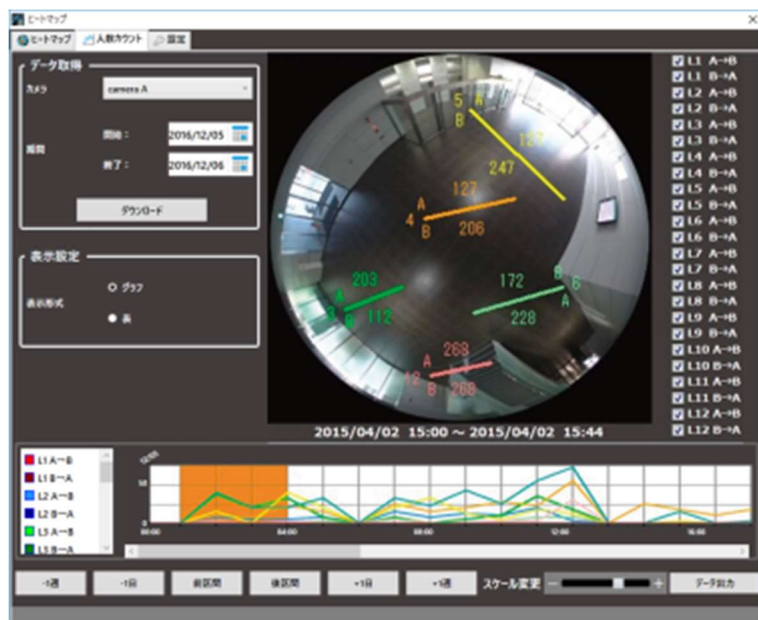 ヒートマップ
ヒートマップ 人数カウント 設定
データ取得
カメラ camera A
期間
開始： 2016/12/05
終了： 2016/12/06
ダウンロード
表示設定
表示形式
グラフ
表
5 A
B
127
247
A 127
4
B 206
203
A
3 B 112
172 B 6
A
228
A 268
12
B 268
2015/04/02 15:00 ～ 2015/04/02 15:44
L1 A→B
L1 B→A
L2 A→B
L2 B→A
L3 A→B
L3 B→A
L4 A→B
L4 B→A
L5 A→B
L5 B→A
L6 A→B
L6 B→A
L7 A→B
L7 B→A
L8 A→B
L8 B→A
L9 A→B
L9 B→A
L10 A→B
L10 B→A
L11 A→B
L11 B→A
L12 A→B
L12 B→A
L1 A→B
L1 B→A
L2 A→B
L2 B→A
L3 A→B
L3 B→A
12/05
50
0
00:00 04:00 08:00 12:00 16:00
-1週 -1日 前区間 後区間 +1日 +1週 スケール変更 － ＋ データ出力